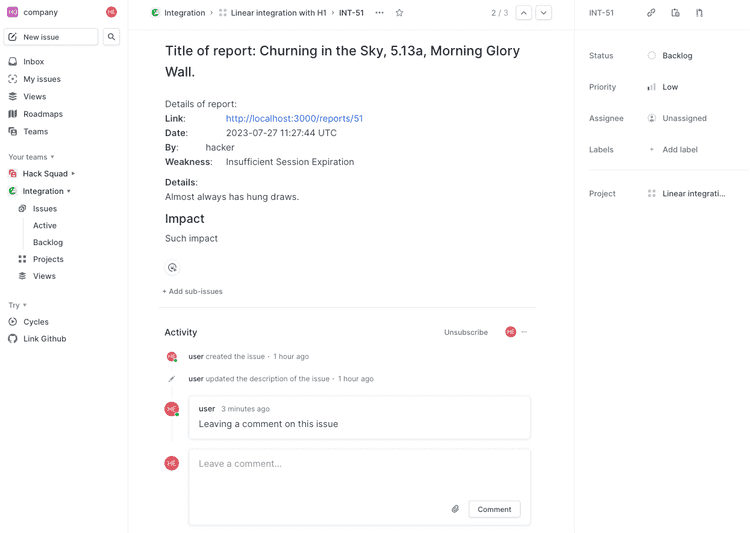 HO company HE
New issue
Inbox
My issues
Views
Roadmaps
Teams
Your teams
Hack Squad
Integration
Issues
Active
Backlog
Projects
Views
Try
Cycles
Link Github
Integration › Linear integration with H1 › INT-51 ··· 2 / 3
Title of report: Churning in the Sky, 5.13a, Morning Glory
Wall.
Details of report:
Link: http://localhost:3000/reports/51
Date: 2023-07-27 11:27:44 UTC
By: hacker
Weakness: Insufficient Session Expiration
Details:
Almost always has hung draws.
Impact
Such impact
+ Add sub-issues
Activity Unsubscribe HE
HE user created the issue · 1 hour ago
user updated the description of the issue · 1 hour ago
HE user 3 minutes ago
Leaving a comment on this issue
HE Leave a comment...
Comment
INT-51
Status Backlog
Priority Low
Assignee Unassigned
Labels + Add label
Project Linear integrati...